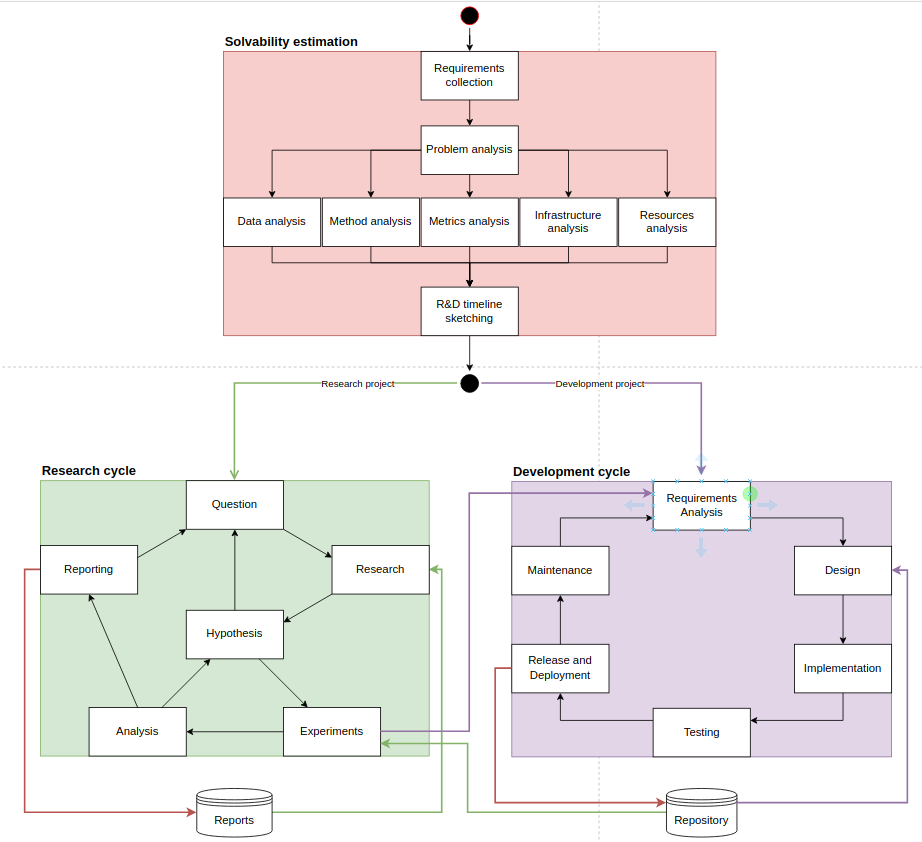 Solvability estimation
Requirements
collection
Problem analysis
Data analysis
Method analysis
Metrics analysis
Infrastructure
analysis
Resources
analysis
R&D timeline
sketching
Research project
Development project
Research cycle
Question
Reporting
Research
Hypothesis
Analysis
Experiments
Reports
Development cycle
Requirements
Analysis
Maintenance
Design
Release and
Deployment
Implementation
Testing
Repository